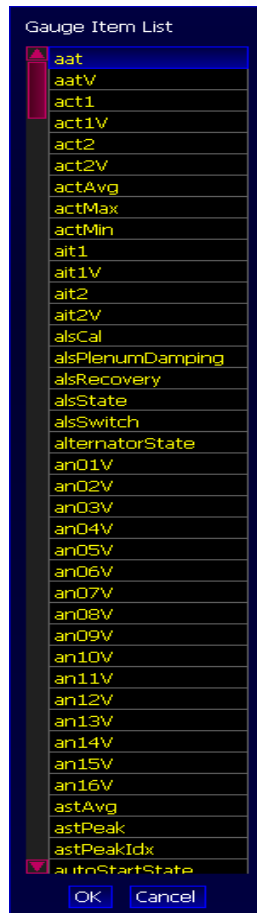 Gauge Item List
aat
aatV
act1
act1V
act2
act2V
actAvg
actMax
actMin
ait1
ait1V
ait2
ait2V
alsCal
alsPlenumDamping
alsRecovery
alsState
alsSwitch
alternatorState
an01V
an02V
an03V
an04V
an05V
an06V
an07V
an08V
an09V
an10V
an11V
an12V
an13V
an14V
an15V
an16V
astAvg
astPeak
astPeakIdx
autoStartState
OK Cancel